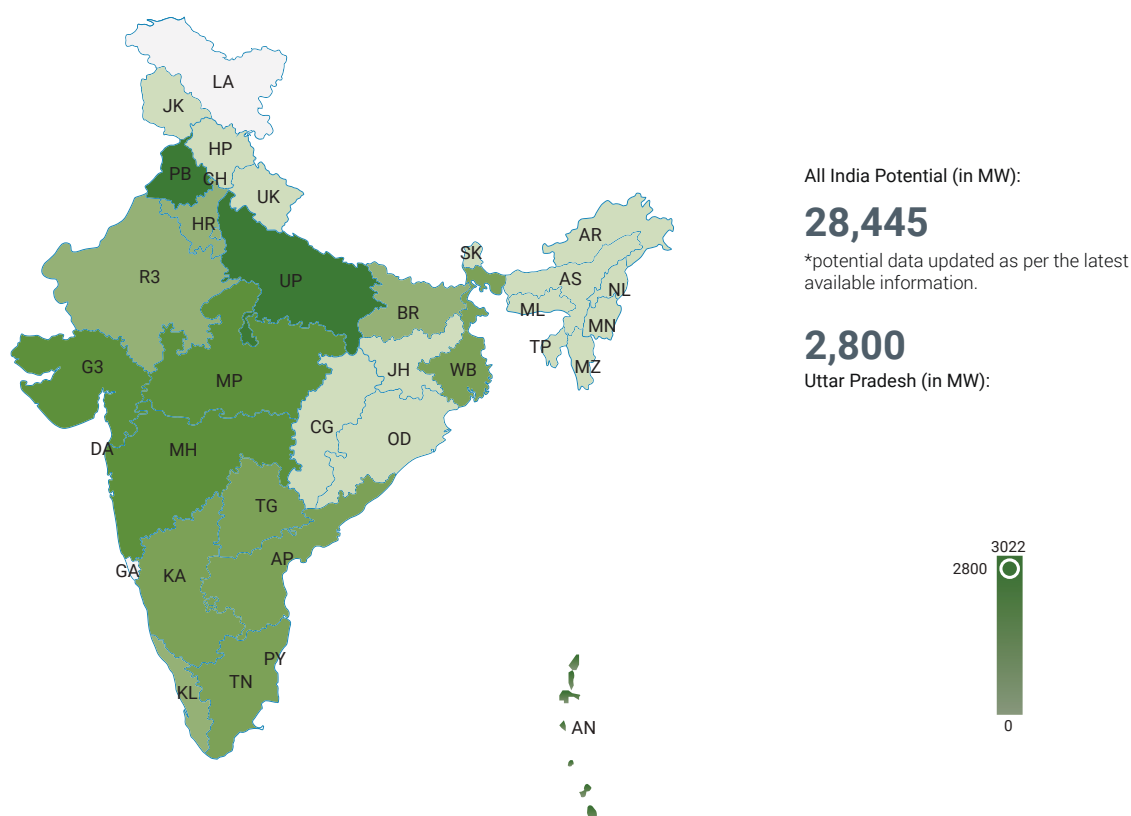 LA
JK
HP
PB
CH
UK
HR
AR
SK
R3
UP
AS
NL
BR
ML
MN
TP
G3
MP
JH
WB
MZ
CG
OD
DA
MH
TG
AP
GA
KA
PY
TN
KL
AN
All India Potential (in MW):
28,445
*potential data updated as per the latest
available information.
2,800
Uttar Pradesh (in MW):
3022
2800
0